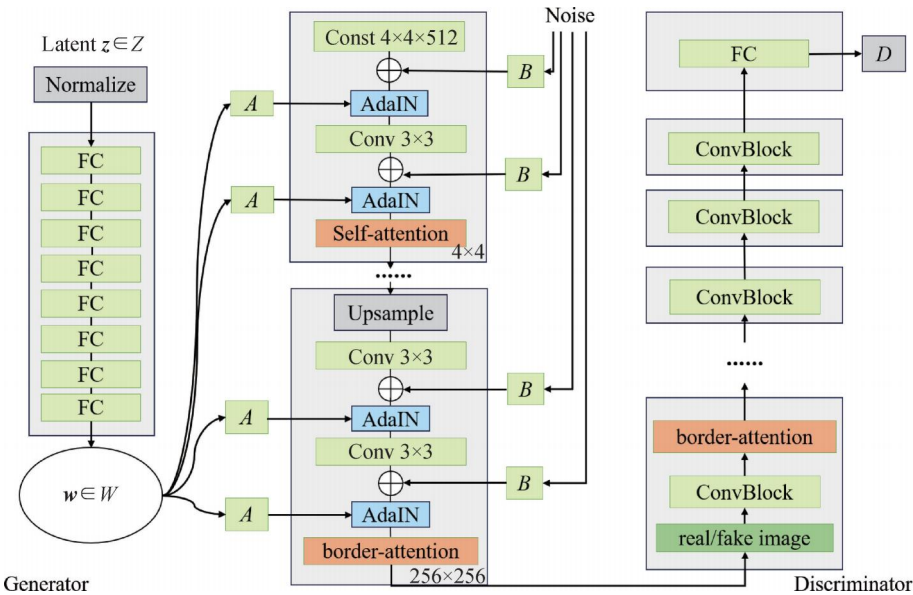 Latent z∈Z
Normalize
FC
FC
FC
FC
FC
FC
FC
FC
w∈W
Generator
A
A
A
A
Const 4×4×512
AdaIN
Conv 3×3
AdaIN
Self-attention
4×4
......
Upsample
Conv 3×3
AdaIN
Conv 3×3
AdaIN
border-attention
256×256
Noise
B
B
B
B
FC
D
ConvBlock
ConvBlock
ConvBlock
......
border-attention
ConvBlock
real/fake image
Discriminator